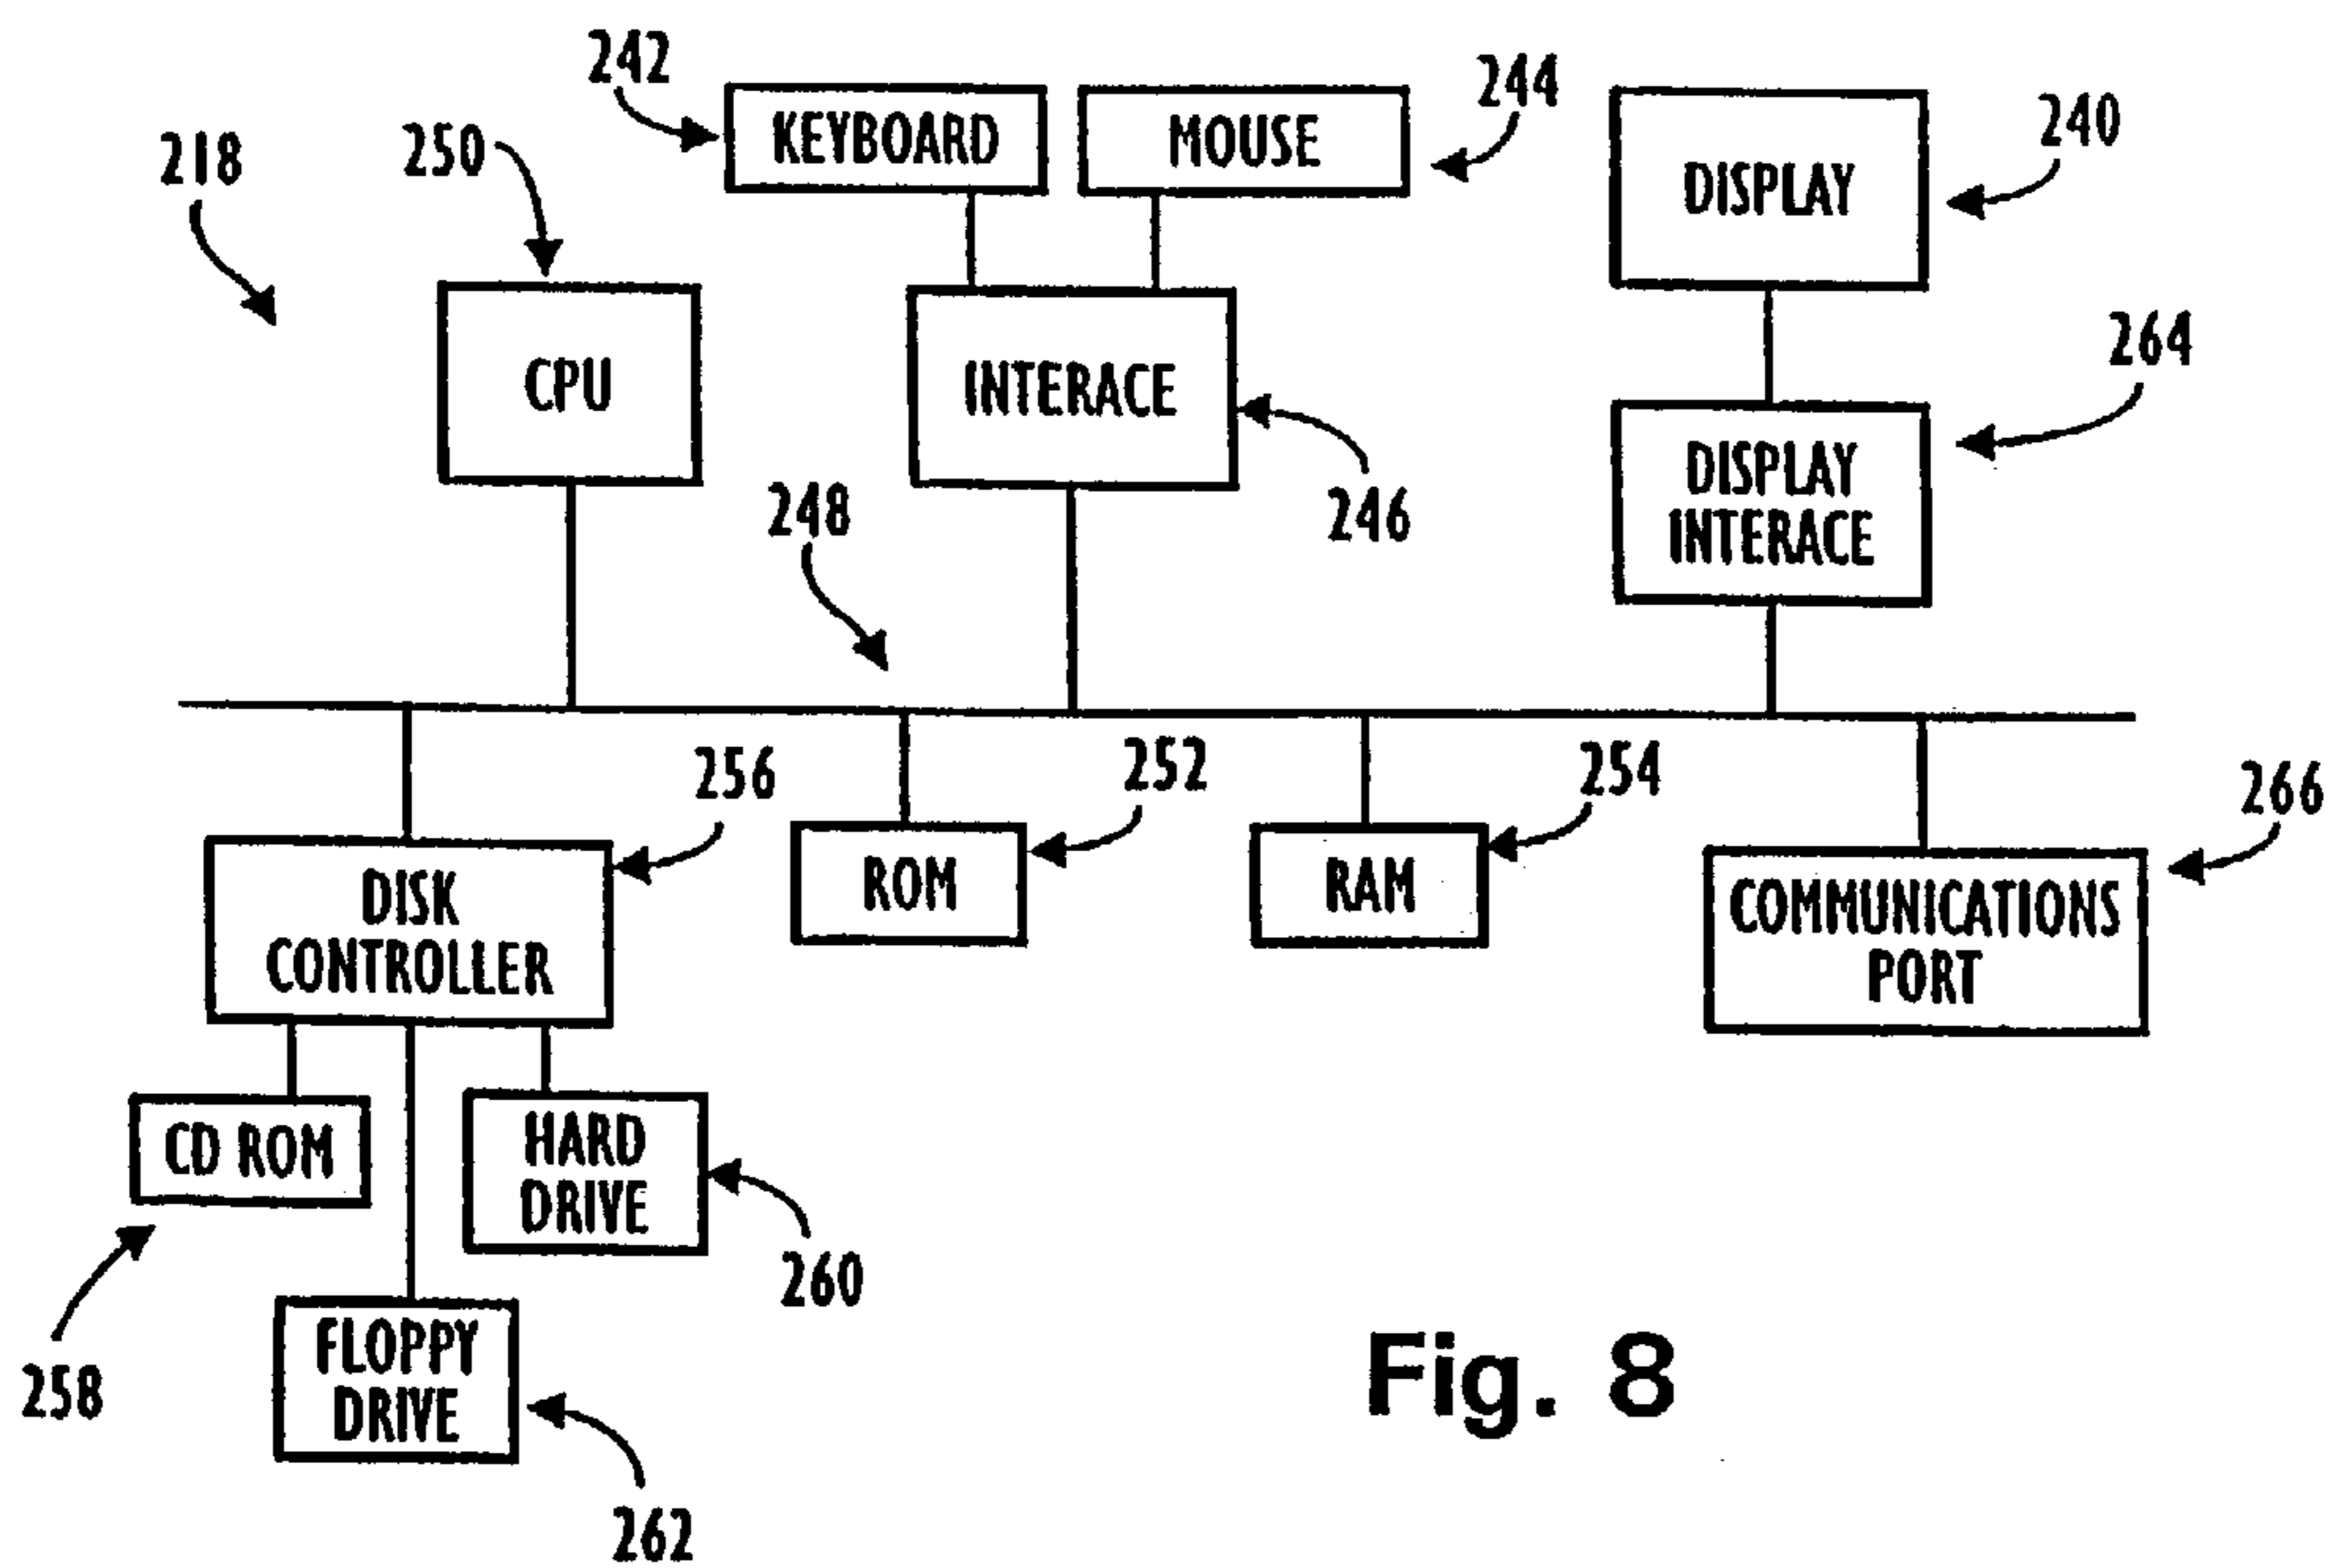 242
KEYBOARD
MOUSE
244
240
218
250
DISPLAY
CPU
INTERACE
264
248
246
DISPLAY
INTERACE
256
252
254
266
DISK
CONTROLLER
ROM
RAM
COMMUNICATIONS
PORT
CD ROM
HARD
DRIVE
260
258
FLOPPY
DRIVE
262
Fig. 8